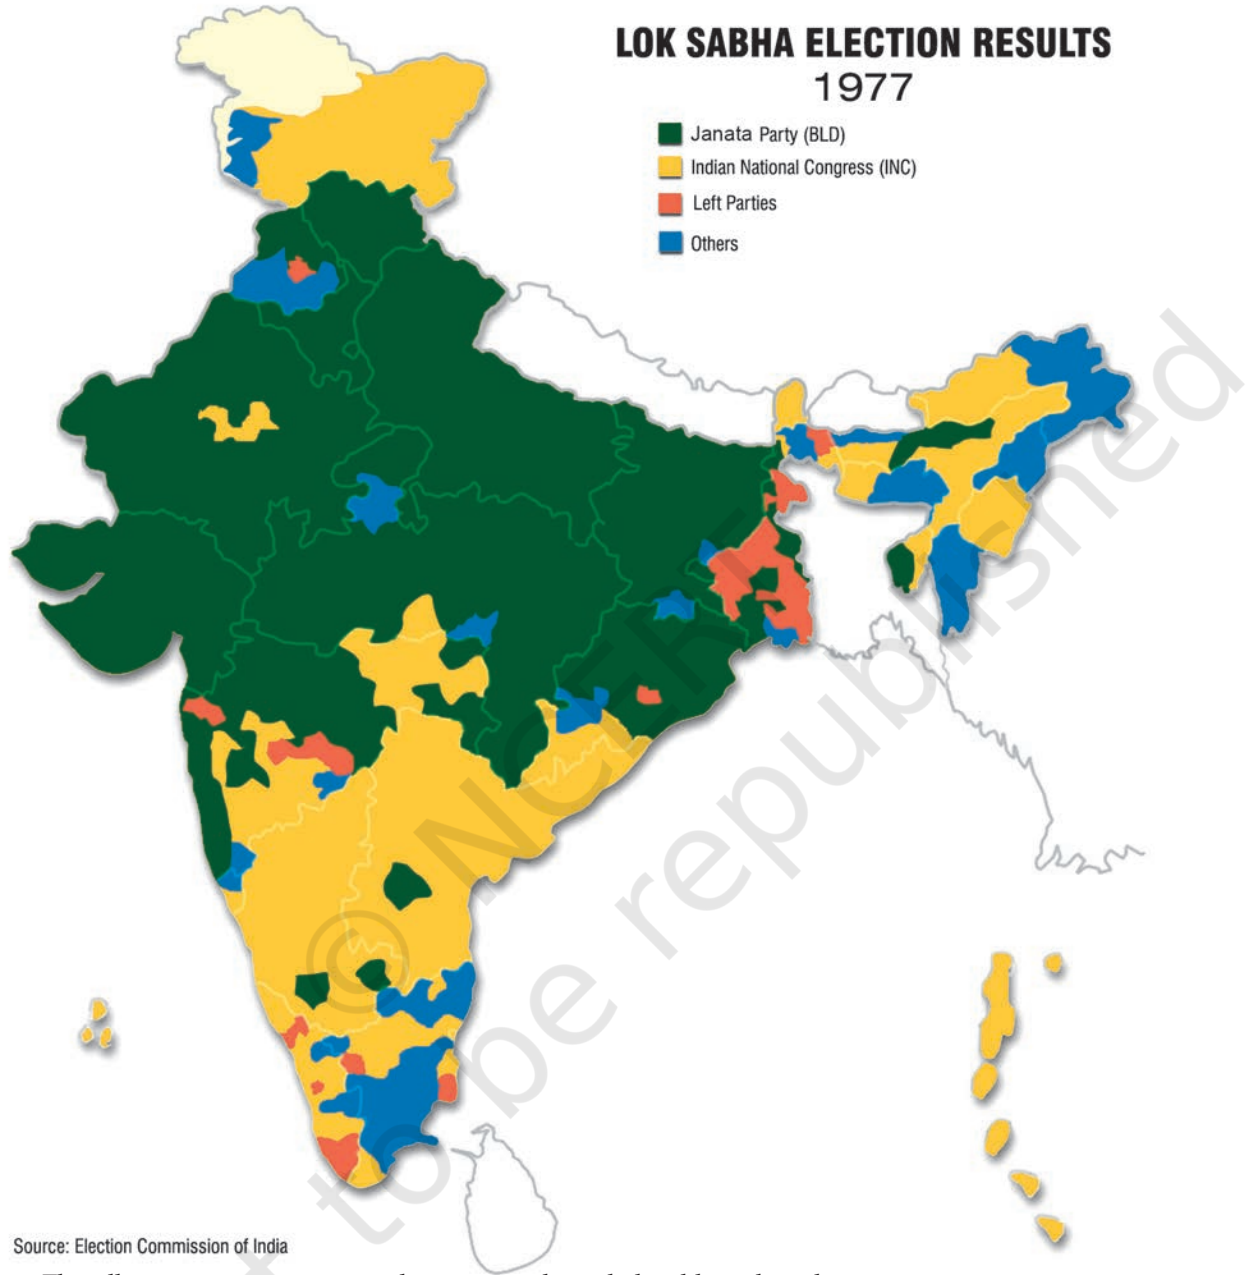 LOK SABHA ELECTION RESULTS
1977
Janata Party (BLD)
Indian National Congress (INC)
Left Parties
Others
© NCERT
not to be republished
Source: Election Commission of India